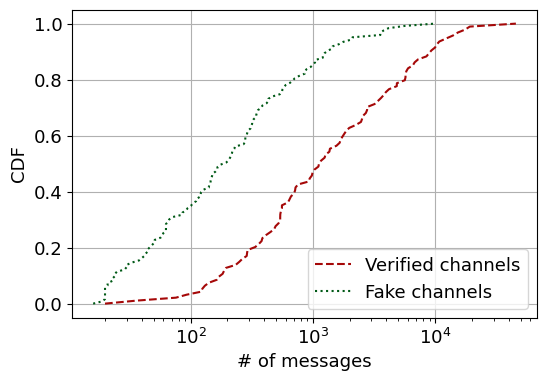 1.0
0.8
0.6
0.4
0.2
0.0
CDF
Verified channels
Fake channels
10²
10³
10⁴
# of messages